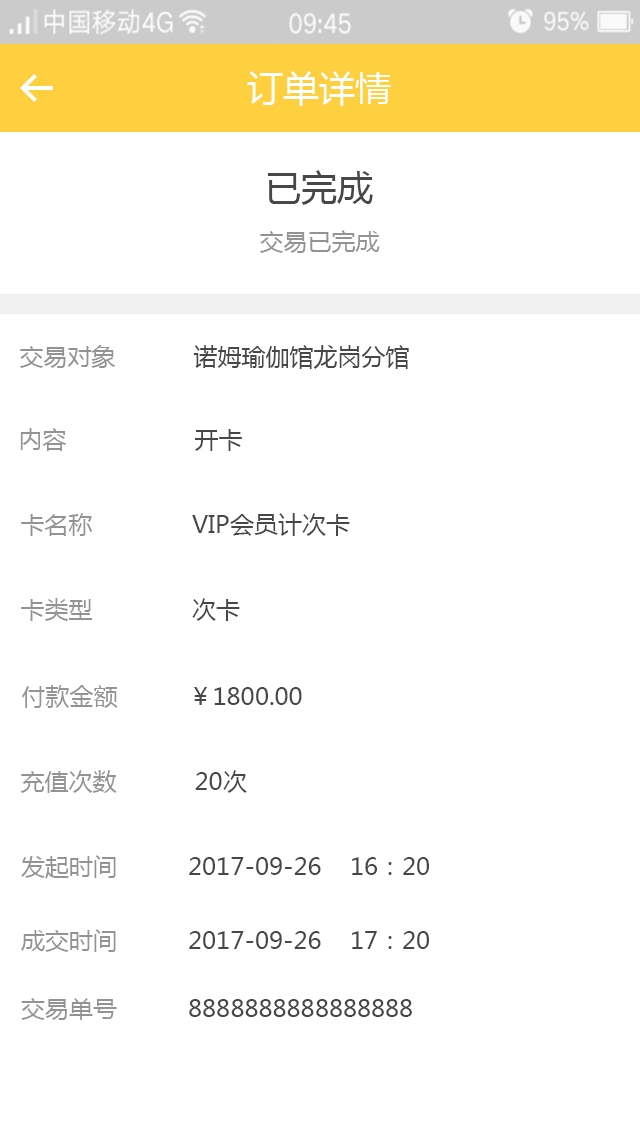 中国移动4G 09:45 95%
订单详情
已完成
交易已完成
交易对象 诺姆瑜伽馆龙岗分馆
内容 开卡
卡名称 VIP会员计次卡
卡类型 次卡
付款金额 ¥1800.00
充值次数 20次
发起时间 2017-09-26 16：20
成交时间 2017-09-26 17：20
交易单号 8888888888888888